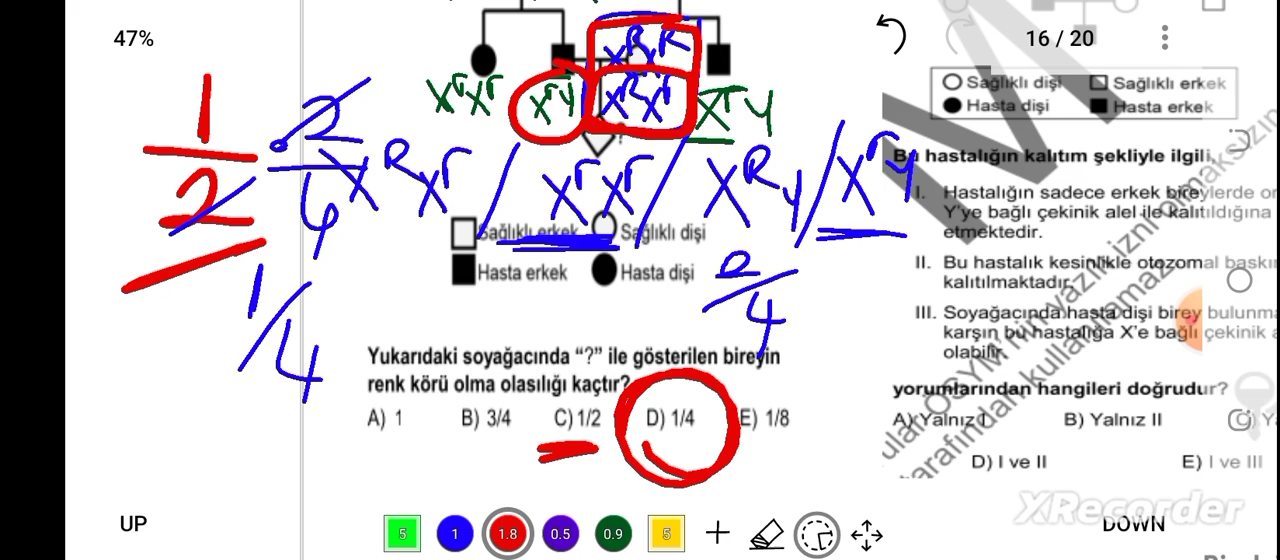 47%
16 / 20
X^R X^R
X^r X^r
X^r y
X^R X^r
X^r y
?
1/2
2/4
X^R X^r / X^r X^r / X^R y / X^r y
1/4
2/4
Sağlıklı erkek
Sağlıklı dişi
Hasta erkek
Hasta dişi
Yukarıdaki soyağacında “?” ile gösterilen bireyin
renk körü olma olasılığı kaçtır?
A) 1
B) 3/4
C) 1/2
D) 1/4
E) 1/8
Sağlıklı dişi
Sağlıklı erkek
Hasta dişi
Hasta erkek
Bu hastalığın kalıtım şekliyle ilgili,
I. Hastalığın sadece erkek bireylerde
Y'ye bağlı çekinik alel ile kalıtıldığına
etmektedir.
II. Bu hastalık kesinlikle otozomal
kalıtılmaktadır.
III. Soyağacında hasta dişi birey
karşın bu hastalığa X'e bağlı çekinik
olabilir.
yorumlarından hangileri doğrudur?
A) Yalnız I
B) Yalnız II
D) I ve II
E) I ve III
UP
5
1
1.8
0.5
0.9
5
XRecorder
DOWN